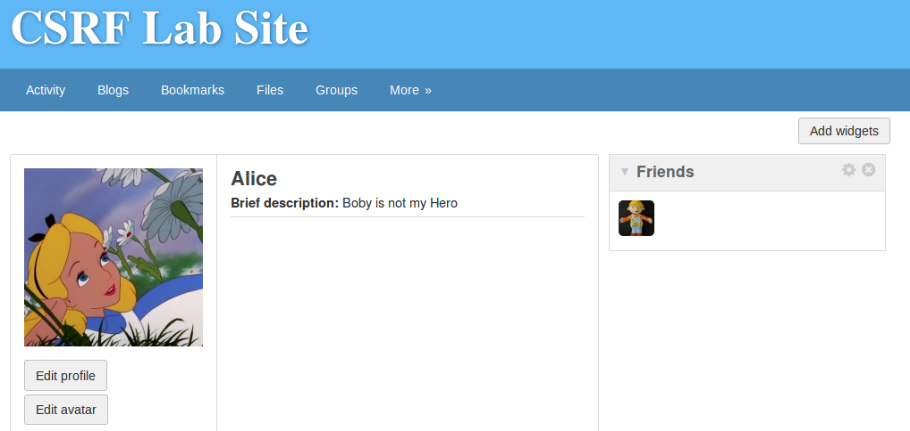 CSRF Lab Site
Activity Blogs Bookmarks Files Groups More »
Add widgets
Alice
Brief description: Boby is not my Hero
Friends
Edit profile
Edit avatar